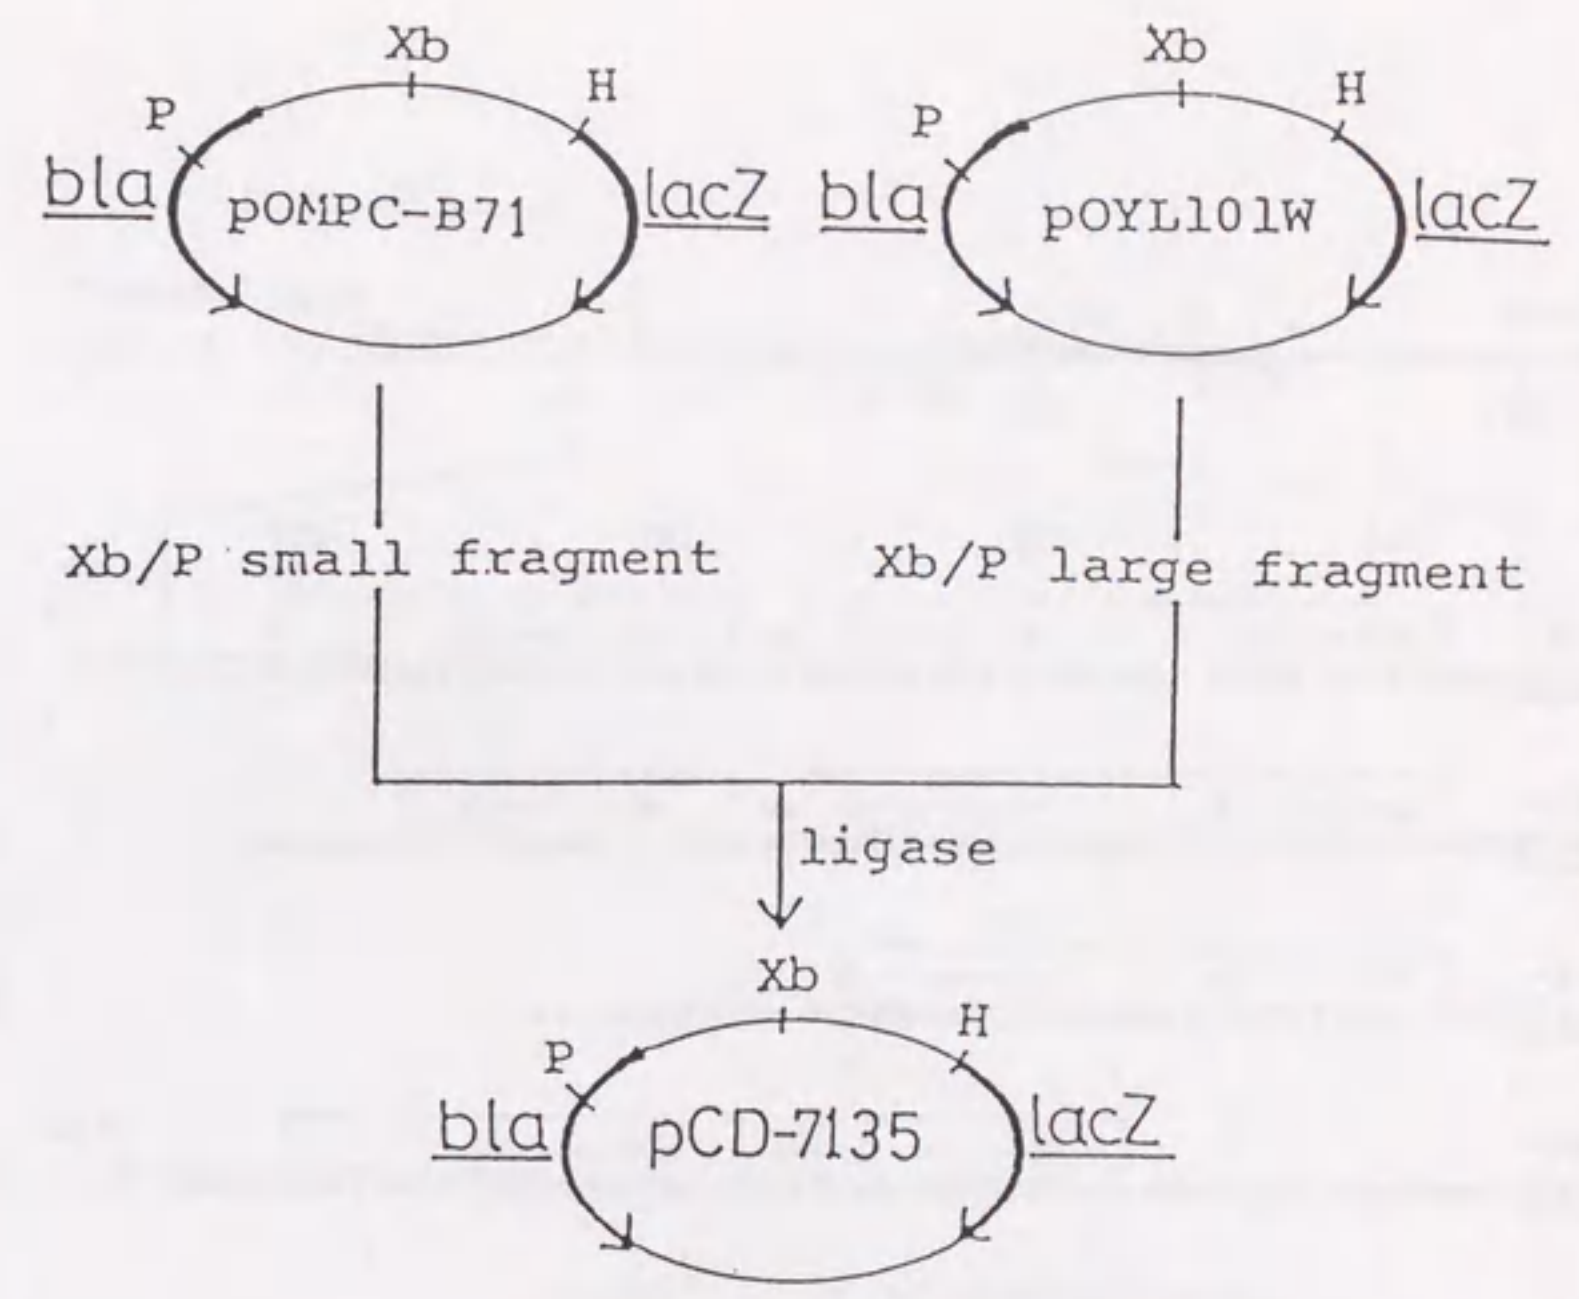 Xb
H
P
bla
pOMPC-B71
lacZ
Xb
H
P
bla
pOYL101W
lacZ
Xb/P small fragment
Xb/P large fragment
ligase
Xb
H
P
bla
pCD-7135
lacZ